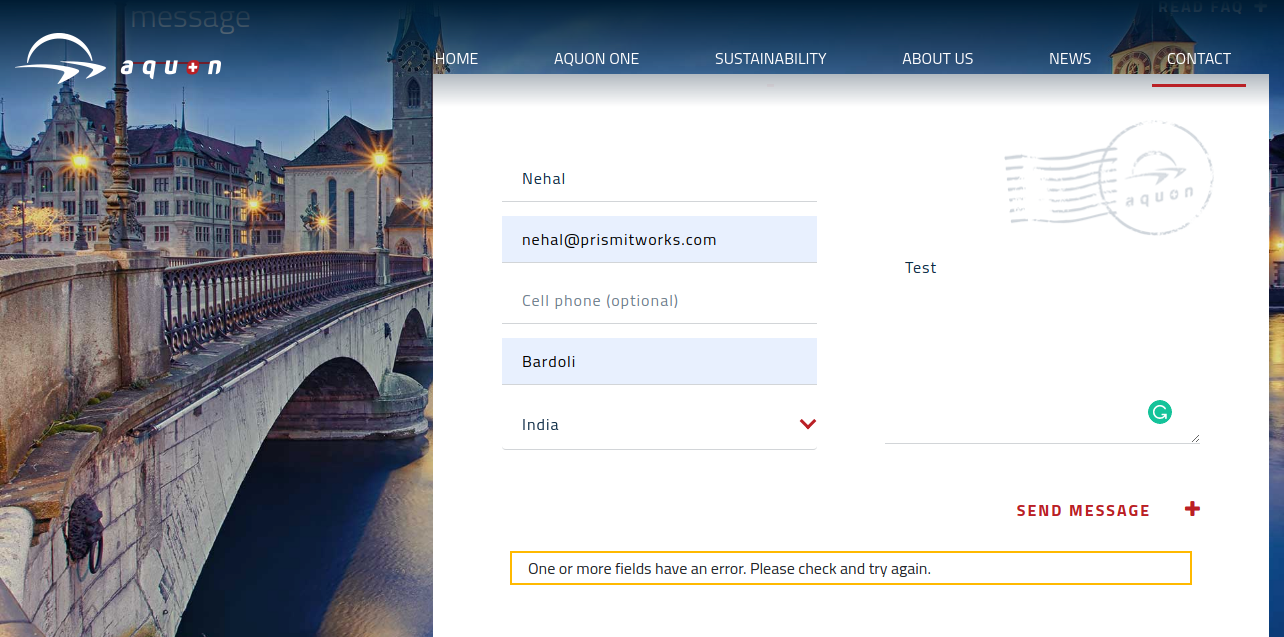 message
READ FAQ
aquon
HOME
AQUON ONE
SUSTAINABILITY
ABOUT US
NEWS
CONTACT
Nehal
nehal@prismitworks.com
Cell phone (optional)
Bardoli
India
aquon
Test
SEND MESSAGE
One or more fields have an error. Please check and try again.